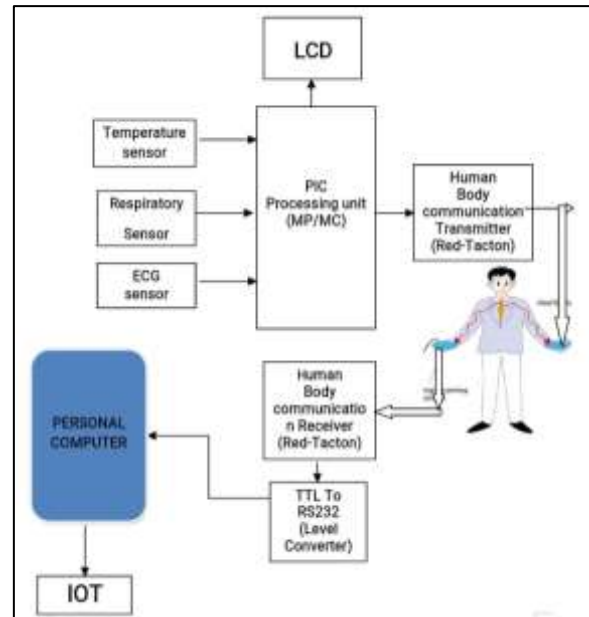 LCD
Temperature
sensor
PIC
Processing unit
(MP/MC)
Human
Body
communication
Transmitter
(Red-Tacton)
Respiratory
Sensor
ECG
sensor
Human
Body
communicatio
n Receiver
(Red-Tacton)
PERSONAL
COMPUTER
TTL To
RS232
(Level
Converter)
IOT